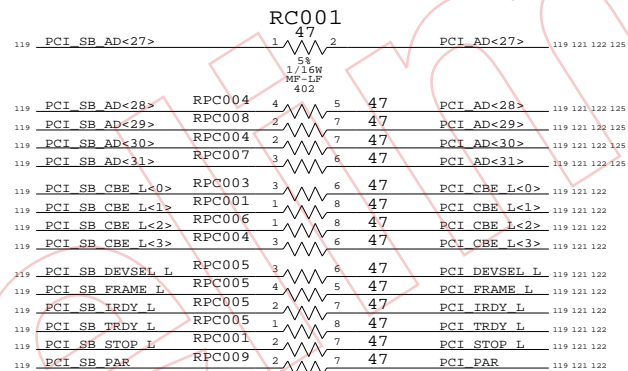 RC001
47
119 PCI_SB_AD<27> 1 2 PCI_AD<27> 119 121 122 125
5%
1/16W
MF-LF
402
119 PCI_SB_AD<28> RPC004 4 5 47 PCI_AD<28> 119 121 122 125
119 PCI_SB_AD<29> RPC008 2 7 47 PCI_AD<29> 119 121 122 125
119 PCI_SB_AD<30> RPC004 2 7 47 PCI_AD<30> 119 121 122 125
119 PCI_SB_AD<31> RPC007 3 6 47 PCI_AD<31> 119 121 122 125
119 PCI_SB_CBE_L<0> RPC003 3 6 47 PCI_CBE_L<0> 119 121 122
119 PCI_SB_CBE_L<1> RPC001 1 8 47 PCI_CBE_L<1> 119 121 122
119 PCI_SB_CBE_L<2> RPC006 1 8 47 PCI_CBE_L<2> 119 121 122
119 PCI_SB_CBE_L<3> RPC004 3 6 47 PCI_CBE_L<3> 119 121 122
119 PCI_SB_DEVSEL_L RPC005 3 6 47 PCI_DEVSEL_L 119 121 122
119 PCI_SB_FRAME_L RPC005 4 5 47 PCI_FRAME_L 119 121 122
119 PCI_SB_IRDY_L RPC005 2 7 47 PCI_IRDY_L 119 121 122
119 PCI_SB_TRDY_L RPC005 1 8 47 PCI_TRDY_L 119 121 122
119 PCI_SB_STOP_L RPC001 2 7 47 PCI_STOP_L 119 121 122
119 PCI_SB_PAR RPC009 2 7 47 PCI_PAR 119 121 122